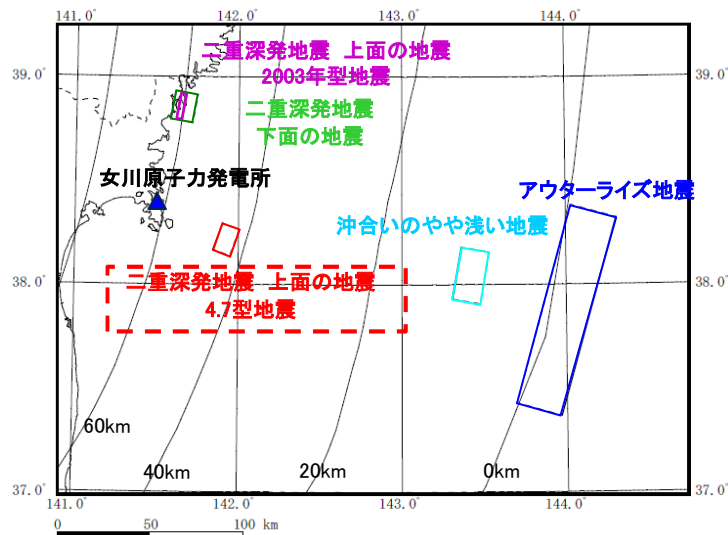 141.0° 142.0° 143.0° 144.0°
二重深発地震 上面の地震
2003年型地震
39.0° 39.0°
二重深発地震
下面の地震
女川原子力発電所
アウターライズ地震
沖合いのやや浅い地震
38.0° 38.0°
二重深発地震 上面の地震
4.7型地震
60km
40km 20km 0km
37.0° 37.0°
141.0° 142.0° 143.0° 144.0°
0 50 100 km